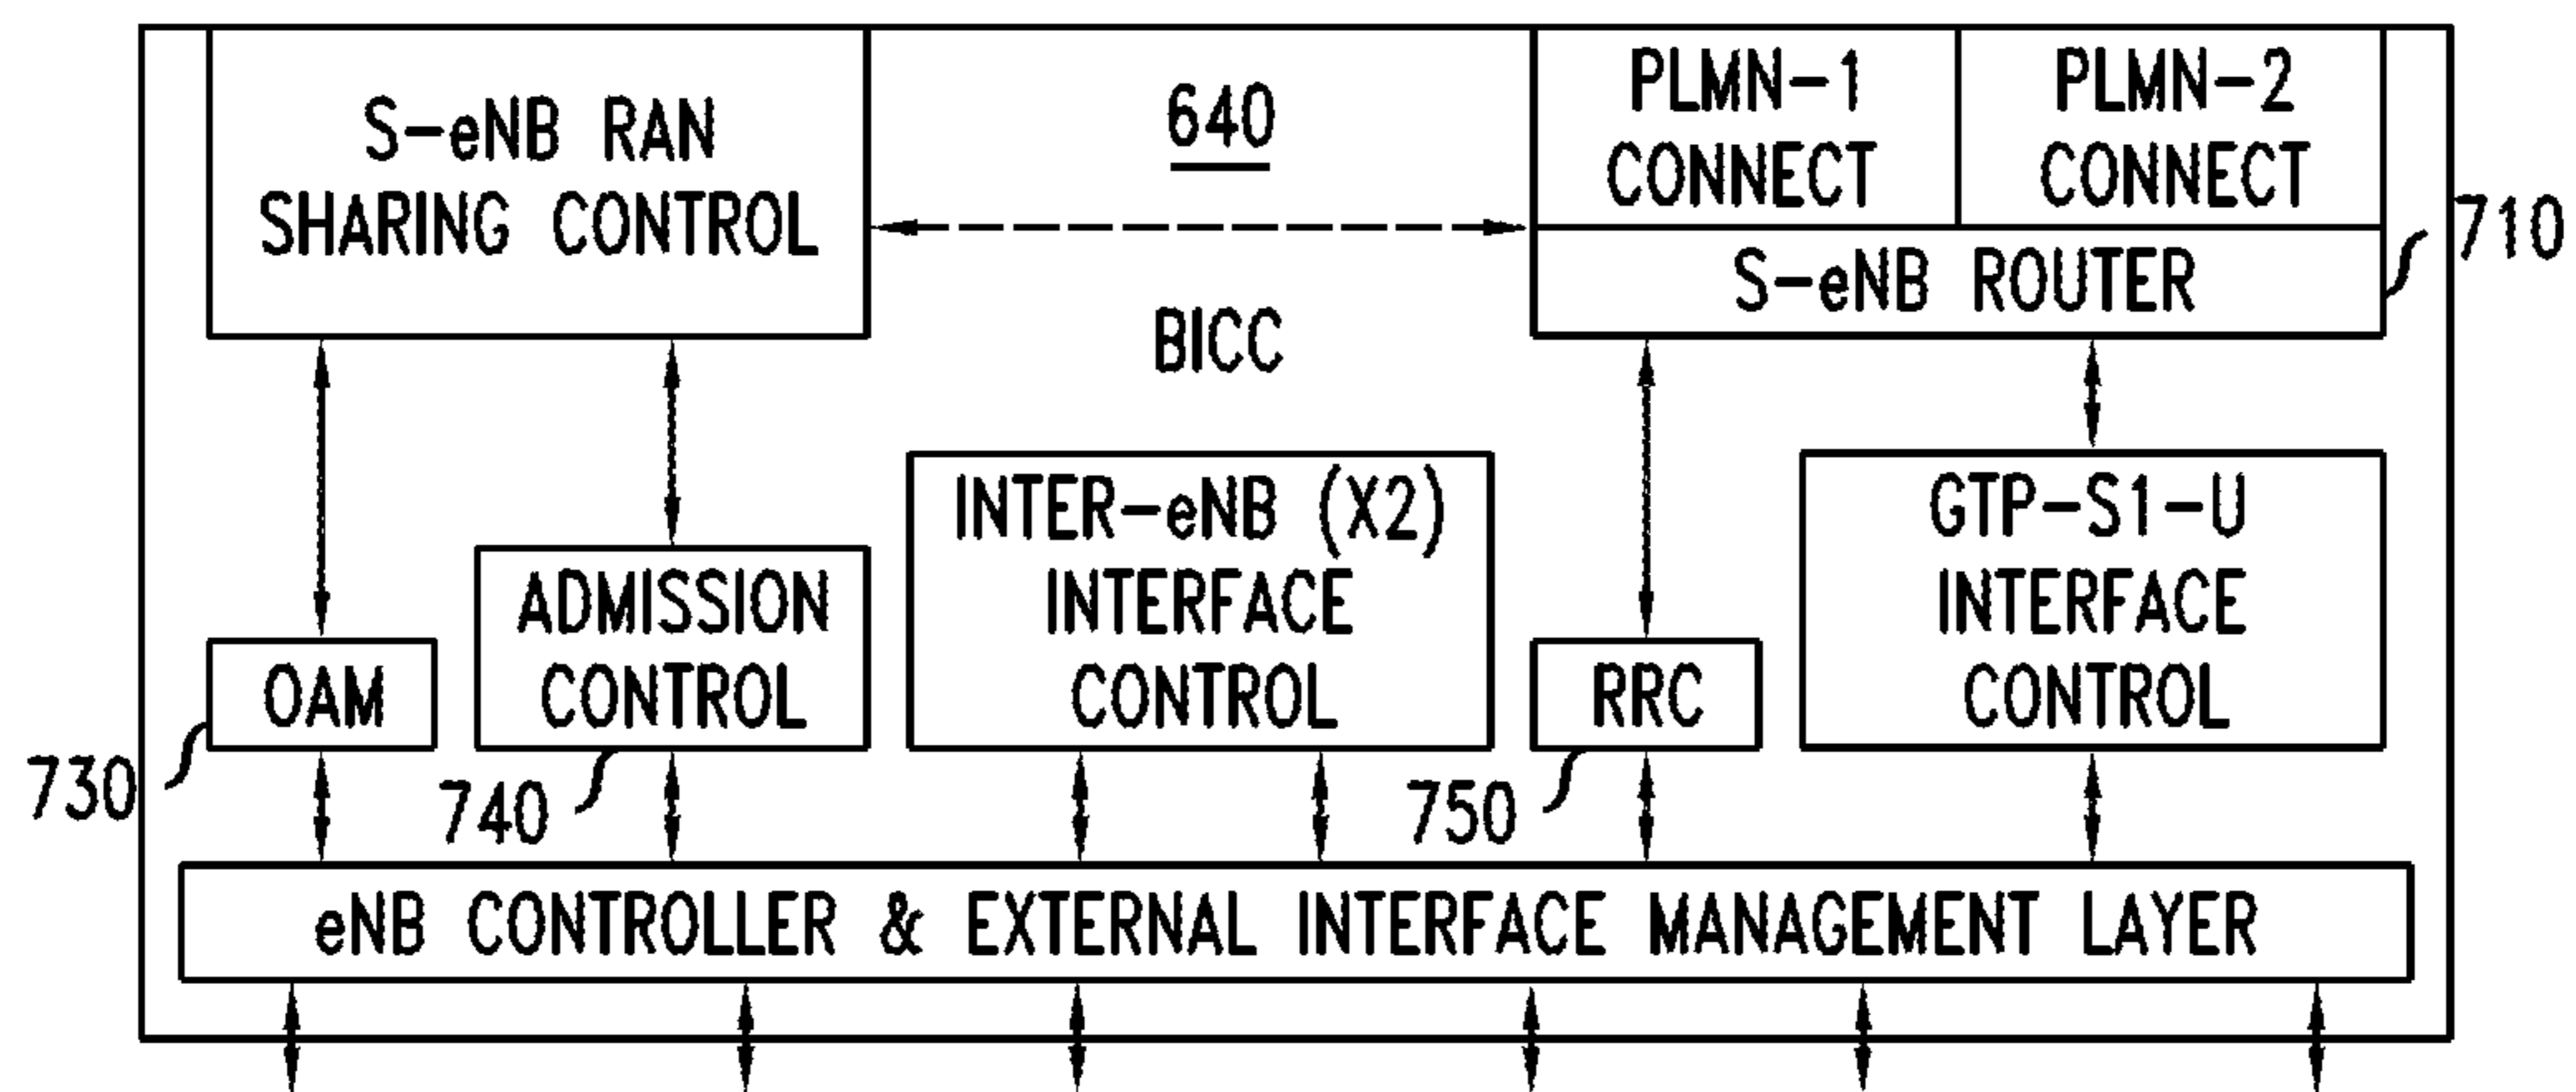 S-eNB RAN
SHARING CONTROL
640
PLMN-1
CONNECT
PLMN-2
CONNECT
S-eNB ROUTER
710
BICC
OAM
730
ADMISSION
CONTROL
740
INTER-eNB (X2)
INTERFACE
CONTROL
RRC
750
GTP-S1-U
INTERFACE
CONTROL
eNB CONTROLLER & EXTERNAL INTERFACE MANAGEMENT LAYER